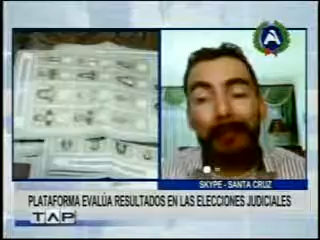 A
SKYPE - SANTA CRUZ
PLATAFORMA EVALÚA RESULTADOS EN LAS ELECCIONES JUDICIALES
TAP